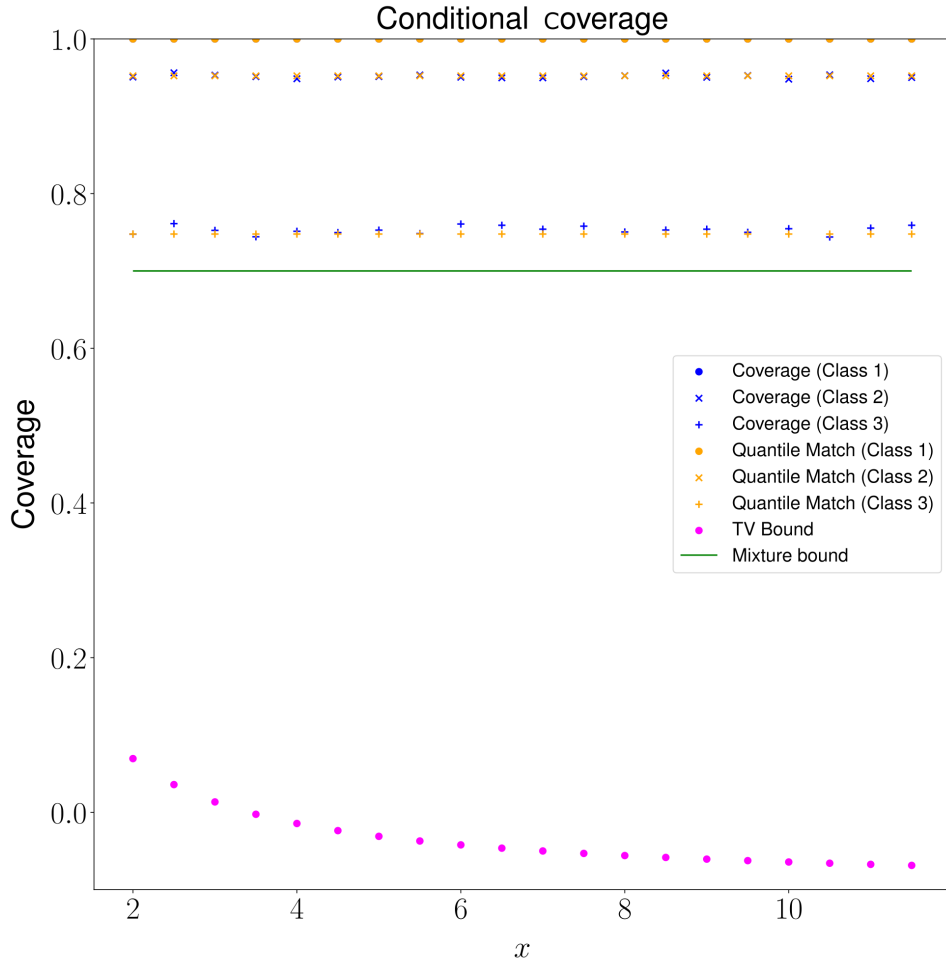 Conditional coverage
1.0
0.8
0.6
0.4
0.2
0.0
Coverage
Coverage (Class 1)
Coverage (Class 2)
Coverage (Class 3)
Quantile Match (Class 1)
Quantile Match (Class 2)
Quantile Match (Class 3)
TV Bound
Mixture bound
2 4 6 8 10
x